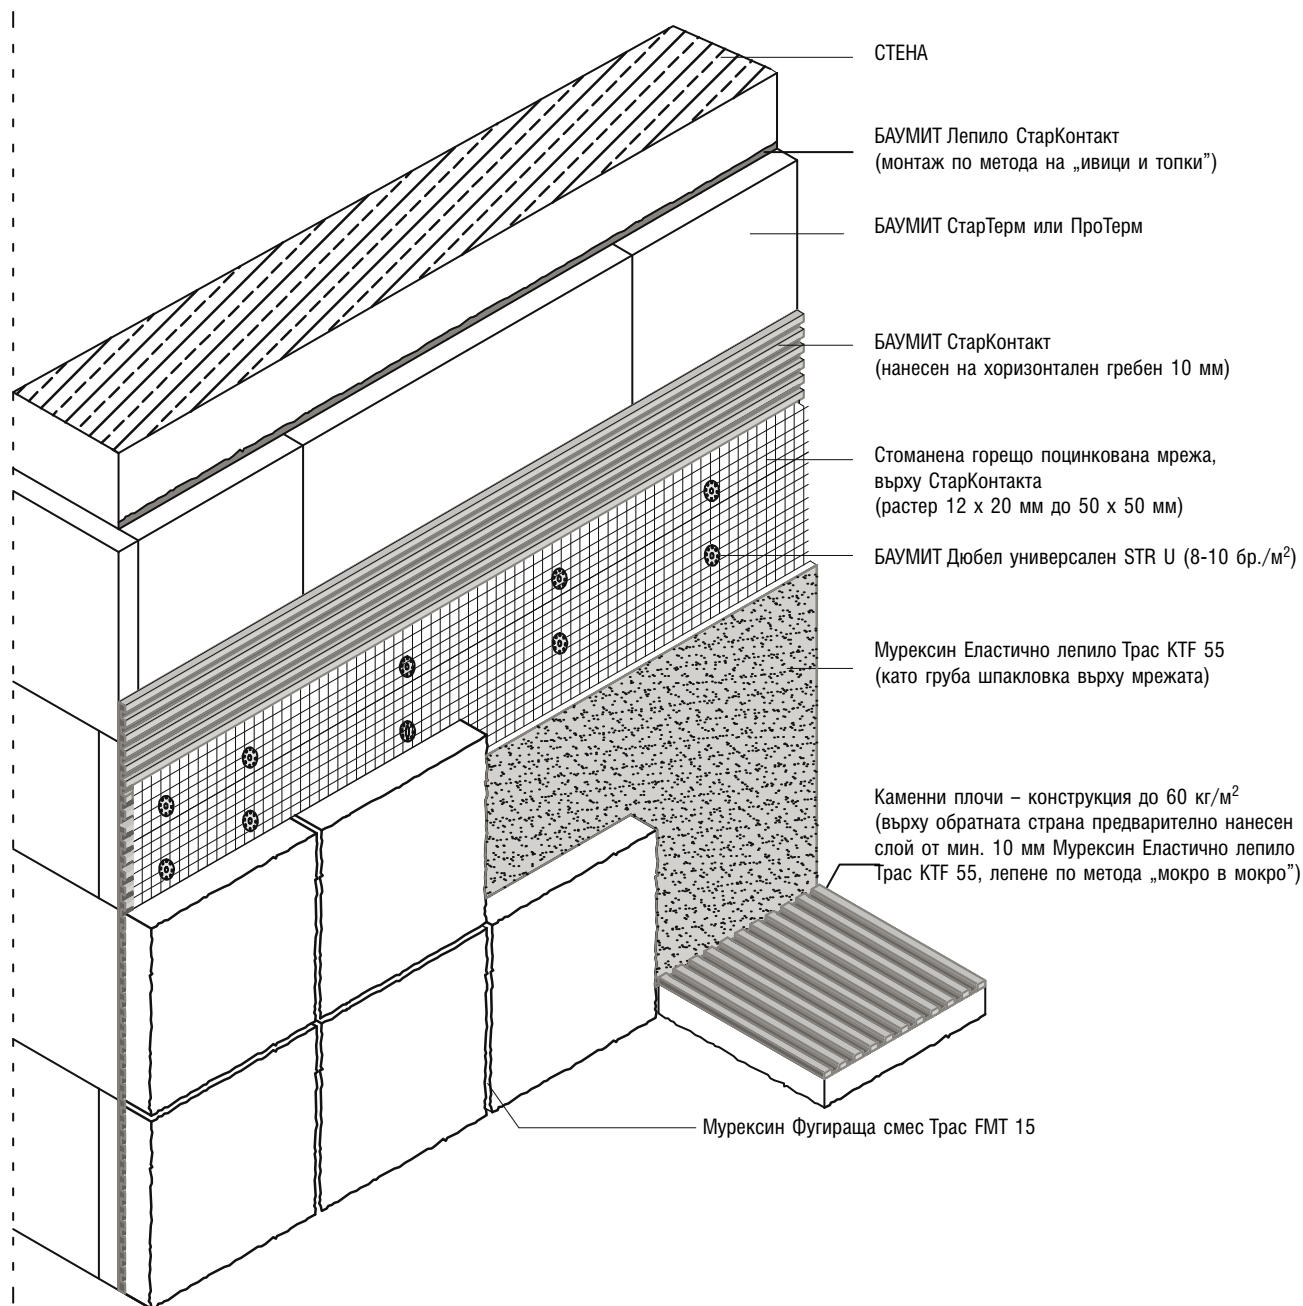 СТЕНА
БАУМИТ Лепило СтарКонтакт
(монтаж по метода на „ивици и топки”)
БАУМИТ СтарТерм или ПроТерм
БАУМИТ СтарКонтакт
(нанесен на хоризонтален гребен 10 мм)
Стоманена горещо поцинкована мрежа,
върху СтарКонтакта
(растер 12 х 20 мм до 50 х 50 мм)
БАУМИТ Дюбел универсален STR U (8-10 бр./м²)
Мурексин Еластично лепило Трас KTF 55
(като груба шпакловка върху мрежата)
Каменни плочи – конструкция до 60 кг/м²
(върху обратната страна предварително нанесен
слой от мин. 10 мм Мурексин Еластично лепило
Трас KTF 55, лепене по метода „мокро в мокро”)
Мурексин Фугираща смес Трас FMT 15